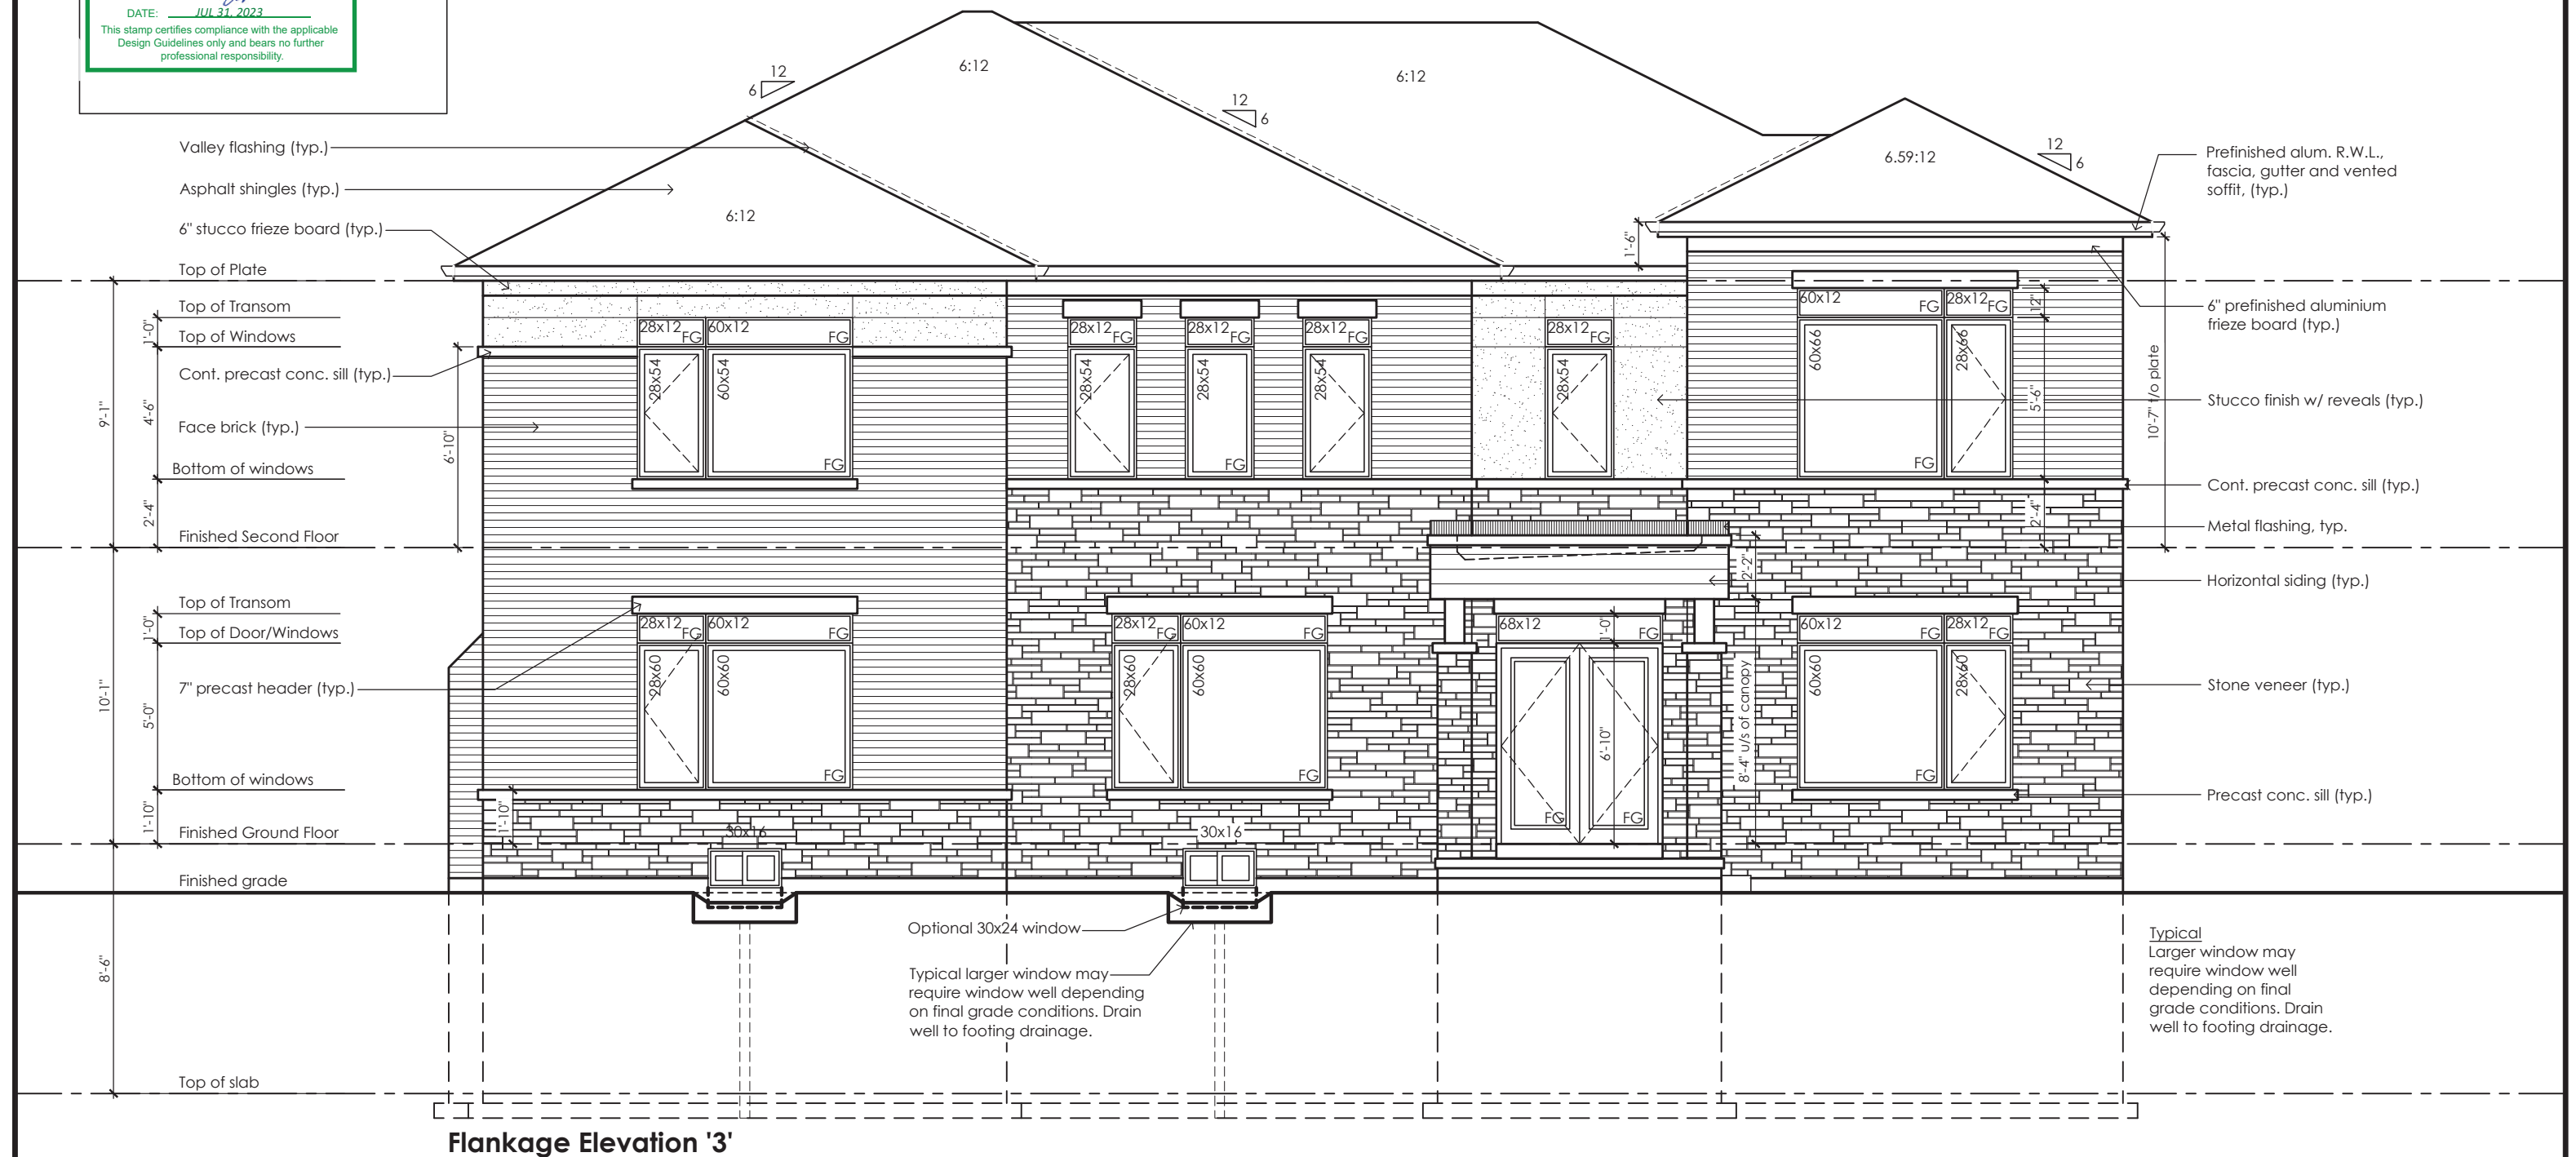 DATE: JUL 31, 2023
This stamp certifies compliance with the applicable
Design Guidelines only and bears no further
professional responsibility.
12
6
6:12
6:12
12
6
6:12
6.59:12
12
6
Valley flashing (typ.)
Asphalt shingles (typ.)
6" stucco frieze board (typ.)
Top of Plate
Top of Transom
Top of Windows
Cont. precast conc. sill (typ.)
Face brick (typ.)
Bottom of windows
Finished Second Floor
Top of Transom
Top of Door/Windows
7" precast header (typ.)
Bottom of windows
Finished Ground Floor
Finished grade
Top of slab
9'-1"
10'-1"
8'-6"
1'-0"
4'-6"
2'-4"
1'-0"
5'-0"
1'-10"
6'-10"
1'-10"
28x12 FG
60x12 FG
28x54
60x54 FG
28x12 FG
28x12 FG
28x12 FG
28x12 FG
28x54
28x54 FG
28x54
28x54
60x12 FG
28x12 FG
60x66 FG
28x66
1'-6"
12"
5'-6"
2'-4"
10'-7" t/o plate
28x12 FG
60x12 FG
28x60
60x60 FG
28x12 FG
60x12 FG
28x60
60x60 FG
68x12 FG
1'-0"
6'-10"
FG
FG
2'-2"
8'-4" u/s of canopy
60x12 FG
28x12 FG
60x60 FG
28x60
30x16
30x16
Prefinished alum. R.W.L.,
fascia, gutter and vented
soffit, (typ.)
6" prefinished aluminium
frieze board (typ.)
Stucco finish w/ reveals (typ.)
Cont. precast conc. sill (typ.)
Metal flashing, typ.
Horizontal siding (typ.)
Stone veneer (typ.)
Precast conc. sill (typ.)
Optional 30x24 window
Typical larger window may
require window well depending
on final grade conditions. Drain
well to footing drainage.
Typical
Larger window may
require window well
depending on final
grade conditions. Drain
well to footing drainage.
Flankage Elevation '3'